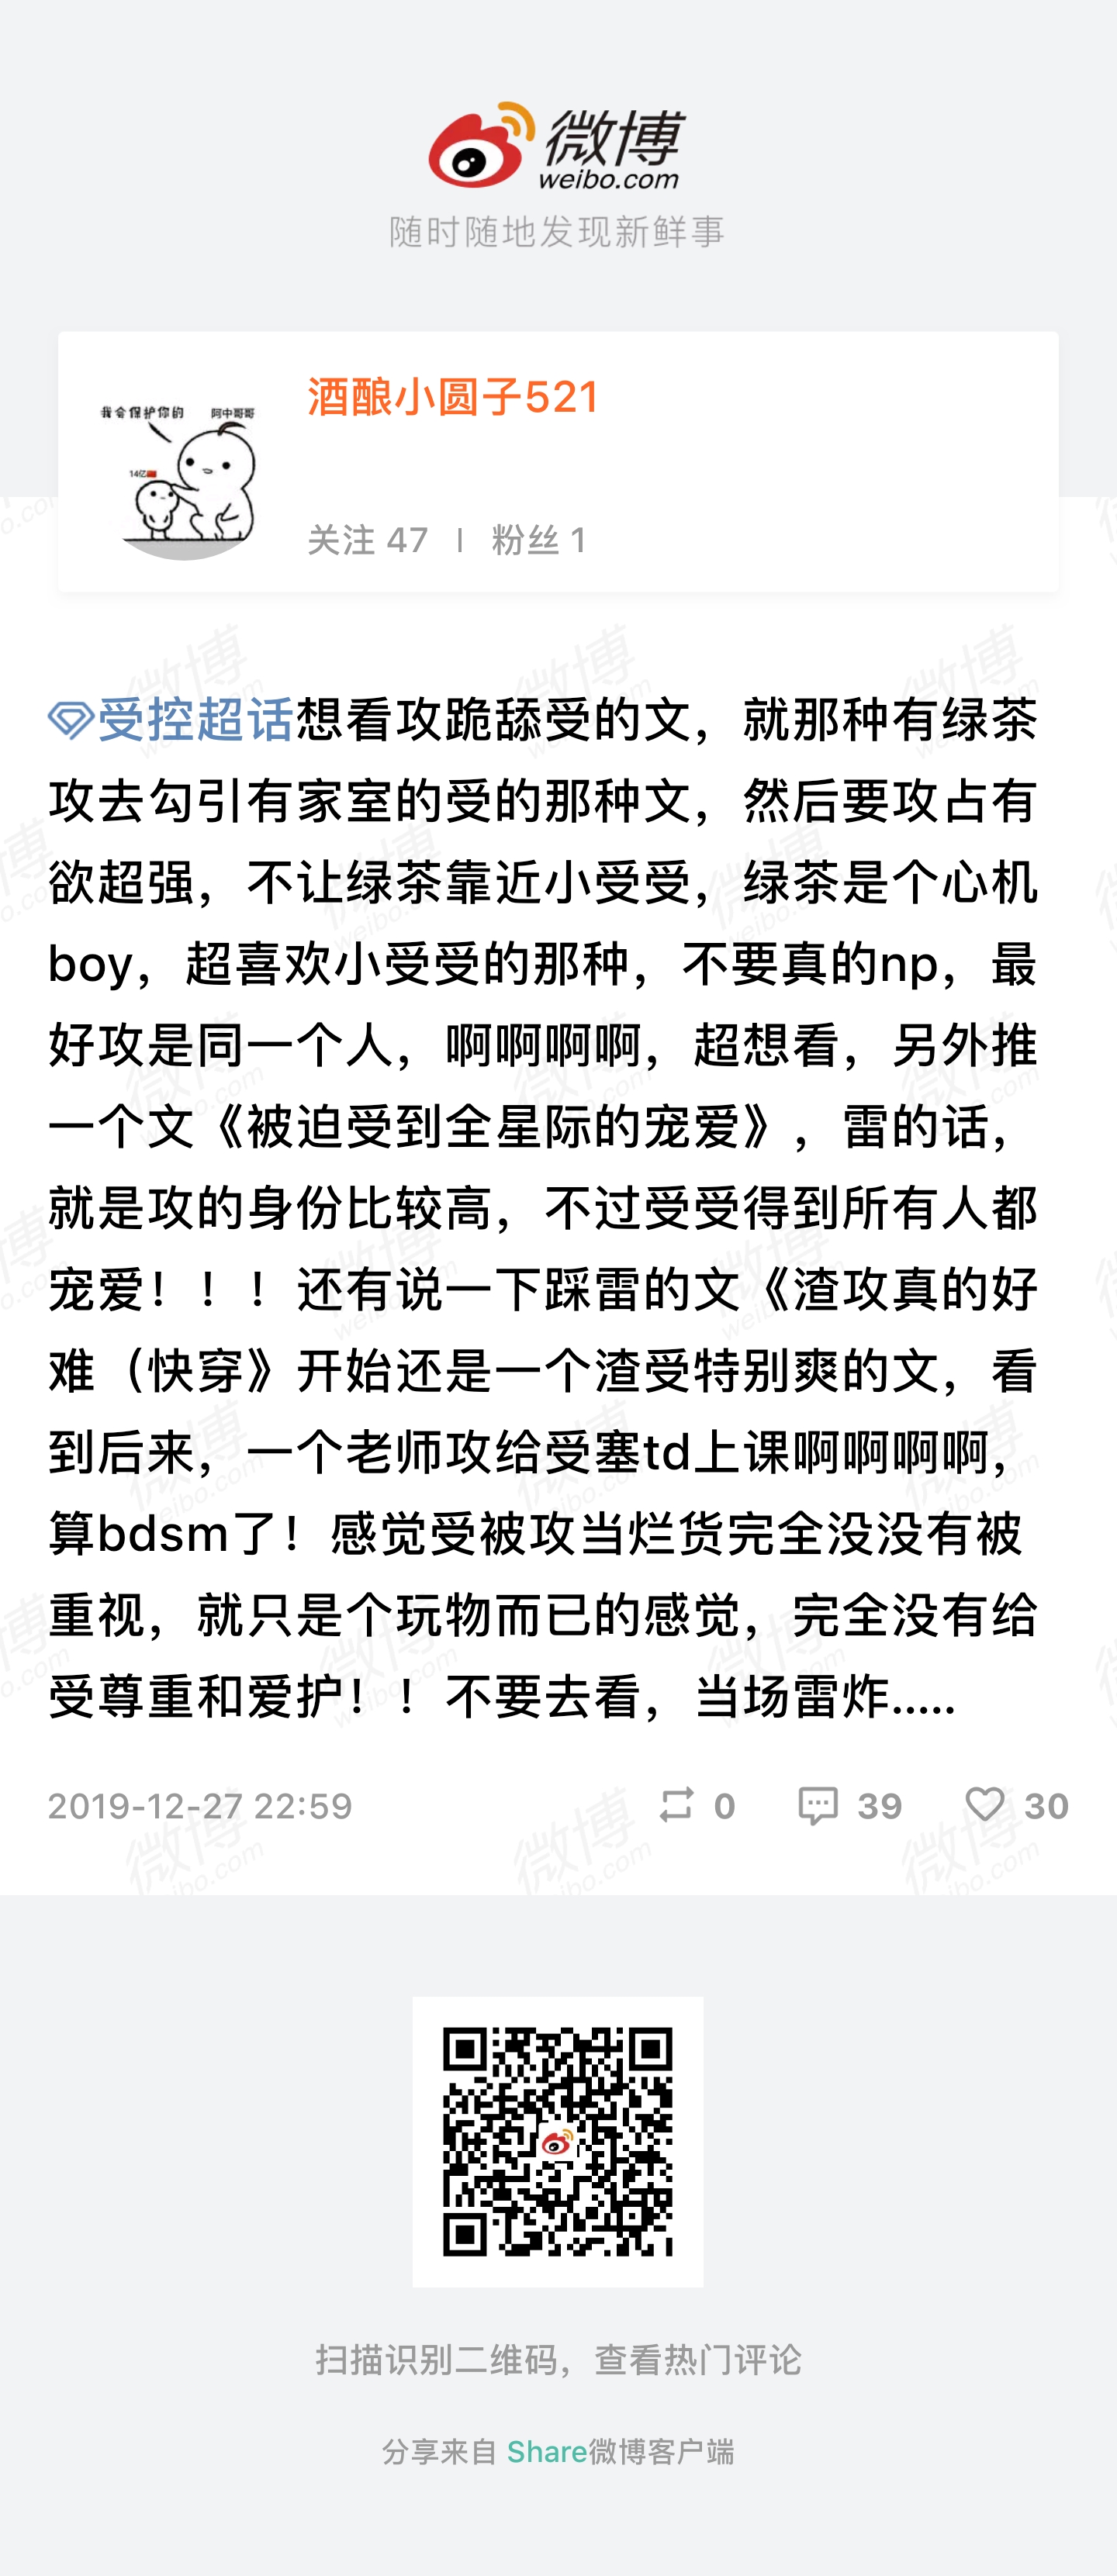 微博
weibo.com
随时随地发现新鲜事
酒酿小圆子521
我会保护你的 阿中哥哥
14亿
关注 47 | 粉丝 1
受控超话想看攻跪舔受的文，就那种有绿茶
攻去勾引有家室的受的那种文，然后要攻占有
欲超强，不让绿茶靠近小受受，绿茶是个心机
boy，超喜欢小受受的那种，不要真的np，最
好攻是同一个人，啊啊啊啊，超想看，另外推
一个文《被迫受到全星际的宠爱》，雷的话，
就是攻的身份比较高，不过受受得到所有人都
宠爱！！！还有说一下踩雷的文《渣攻真的好
难（快穿》开始还是一个渣受特别爽的文，看
到后来，一个老师攻给受塞td上课啊啊啊啊，
算bdsm了！感觉受被攻当烂货完全没没有被
重视，就只是个玩物而已的感觉，完全没有给
受尊重和爱护！！不要去看，当场雷炸.....
2019-12-27 22:59 0 39 30
扫描识别二维码，查看热门评论
分享来自 Share微博客户端